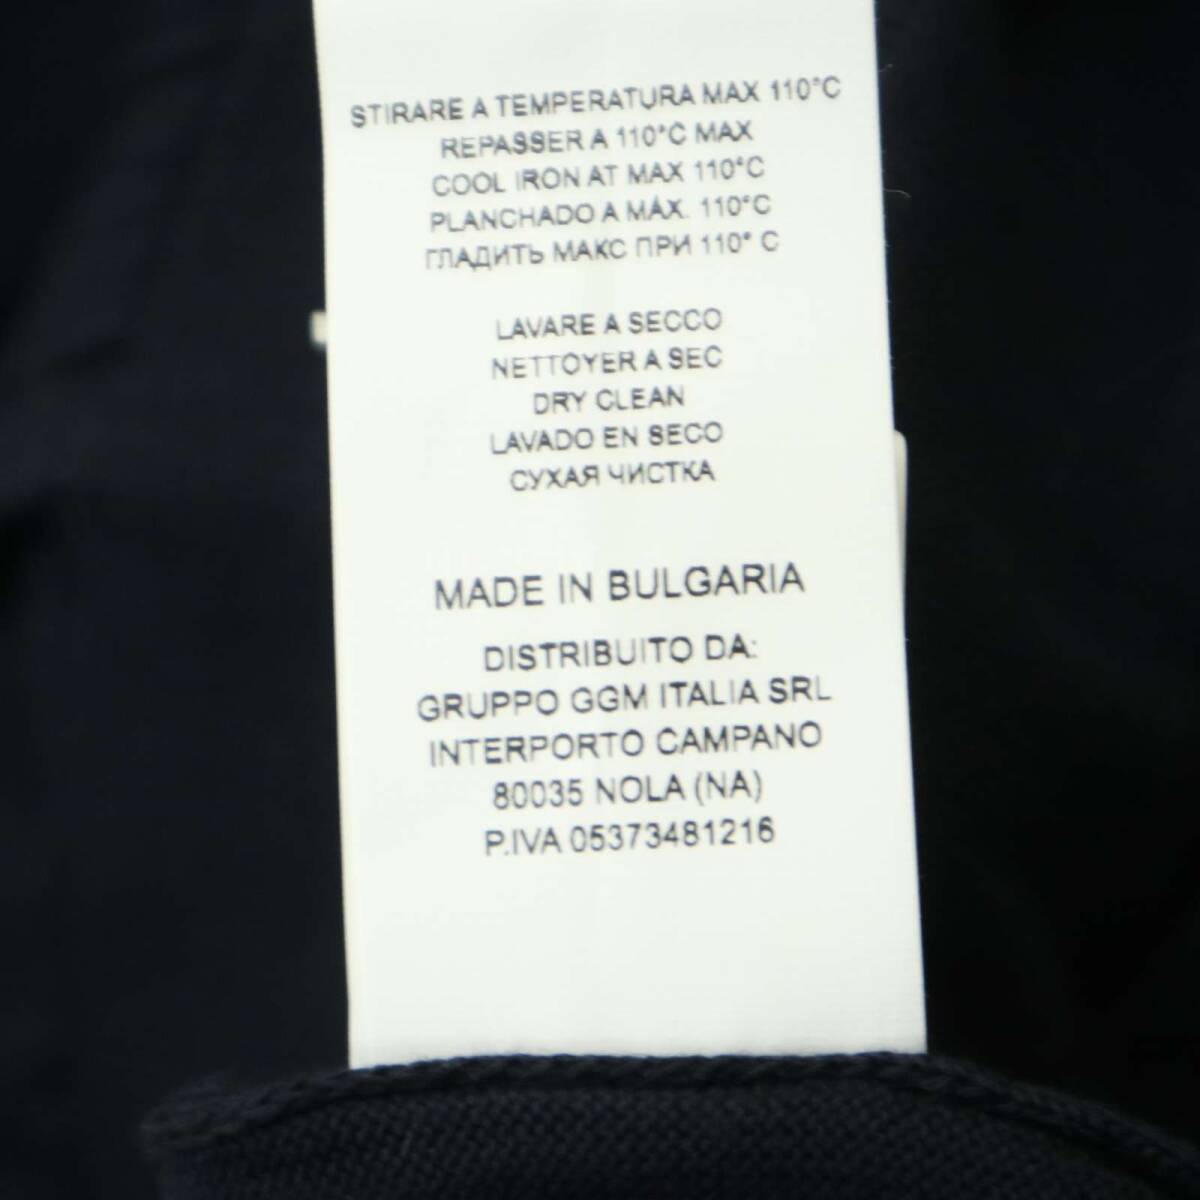 STIRARE A TEMPERATURA MAX 110°C
REPASSER A 110°C MAX
COOL IRON AT MAX 110°C
PLANCHADO A MÁX. 110°C
ГЛАДИТЬ МАКС ПРИ 110° C
LAVARE A SECCO
NETTOYER A SEC
DRY CLEAN
LAVADO EN SECO
СУХАЯ ЧИСТКА
MADE IN BULGARIA
DISTRIBUITO DA:
GRUPPO GGM ITALIA SRL
INTERPORTO CAMPANO
80035 NOLA (NA)
P.IVA 05373481216